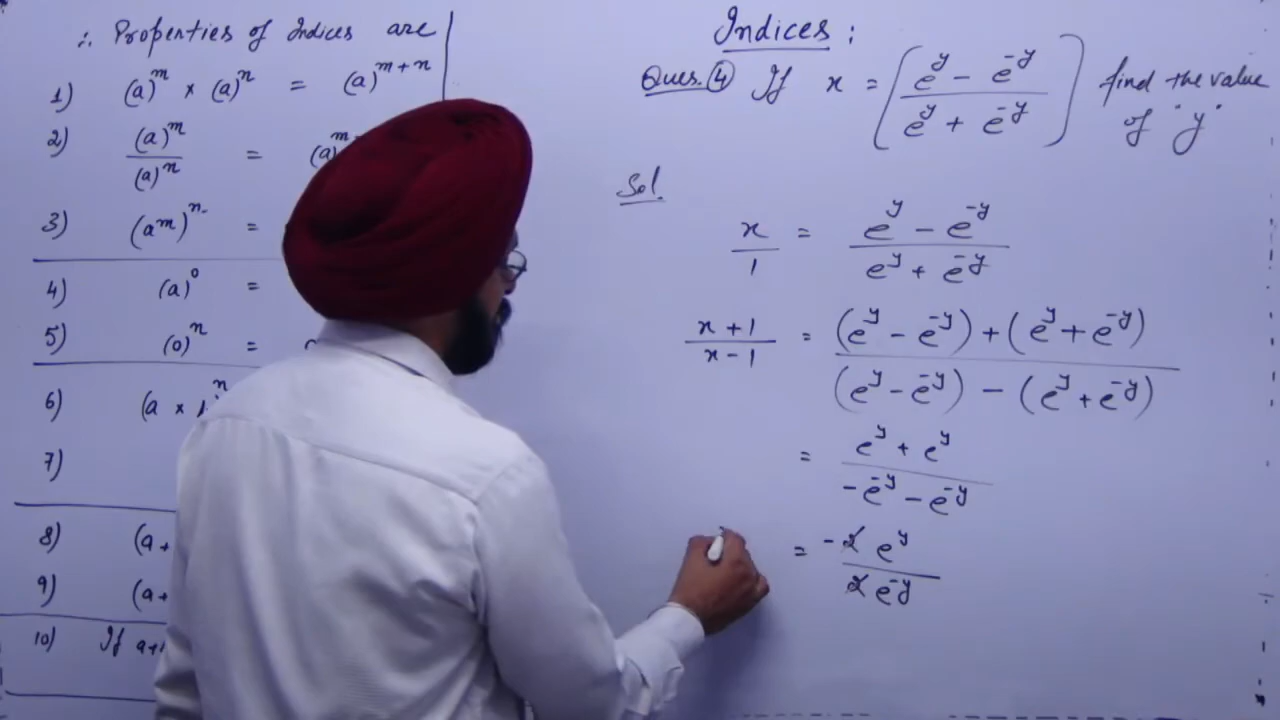 ∴ Properties of Indices are
1) (a)^m × (a)^n = (a)^{m+n}
2) (a)^m / (a)^n = (a)^m
3) (a^m)^n =
4) (a)^0 =
5) (0)^n =
6) (a ×
7)
8) (a+
9) (a+
10) If a+
Indices :
Ques. ④ If x = ( (e^y - e^{-y}) / (e^y + e^{-y}) ) find the value
of "y"
Sol.
x/1 = (e^y - e^{-y}) / (e^y + e^{-y})
(x+1)/(x-1) = ((e^y - e^{-y}) + (e^y + e^{-y})) / ((e^y - e^{-y}) - (e^y + e^{-y}))
= (e^y + e^y) / (-e^{-y} - e^{-y})
= -2 e^y / 2 e^{-y}